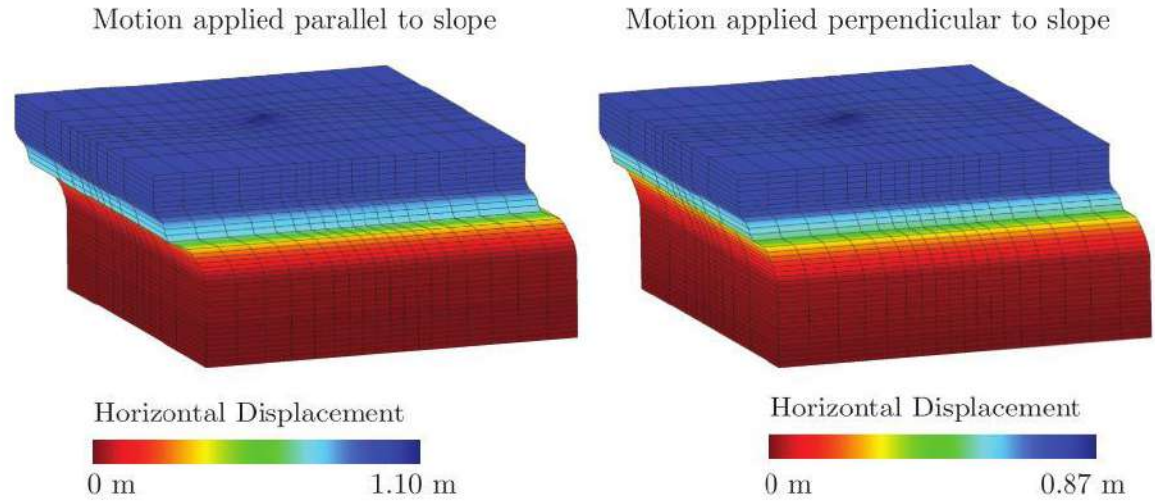 Motion applied parallel to slope
Motion applied perpendicular to slope
Horizontal Displacement
0 m
1.10 m
Horizontal Displacement
0 m
0.87 m